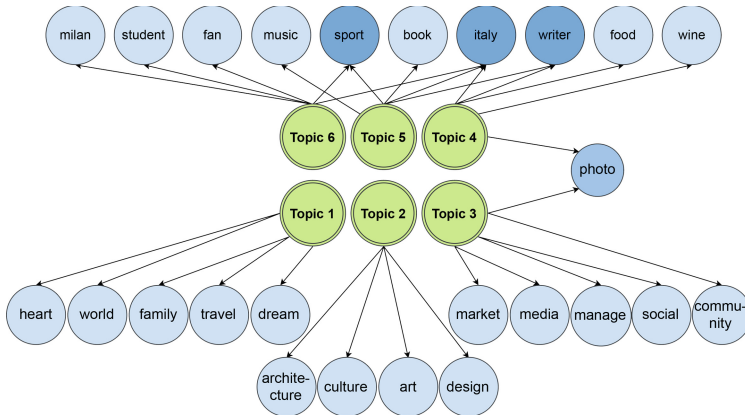 milan
student
fan
music
sport
book
italy
writer
food
wine
Topic 6
Topic 5
Topic 4
photo
Topic 1
Topic 2
Topic 3
heart
world
family
travel
dream
market
media
manage
social
commu-
nity
archite-
cture
culture
art
design